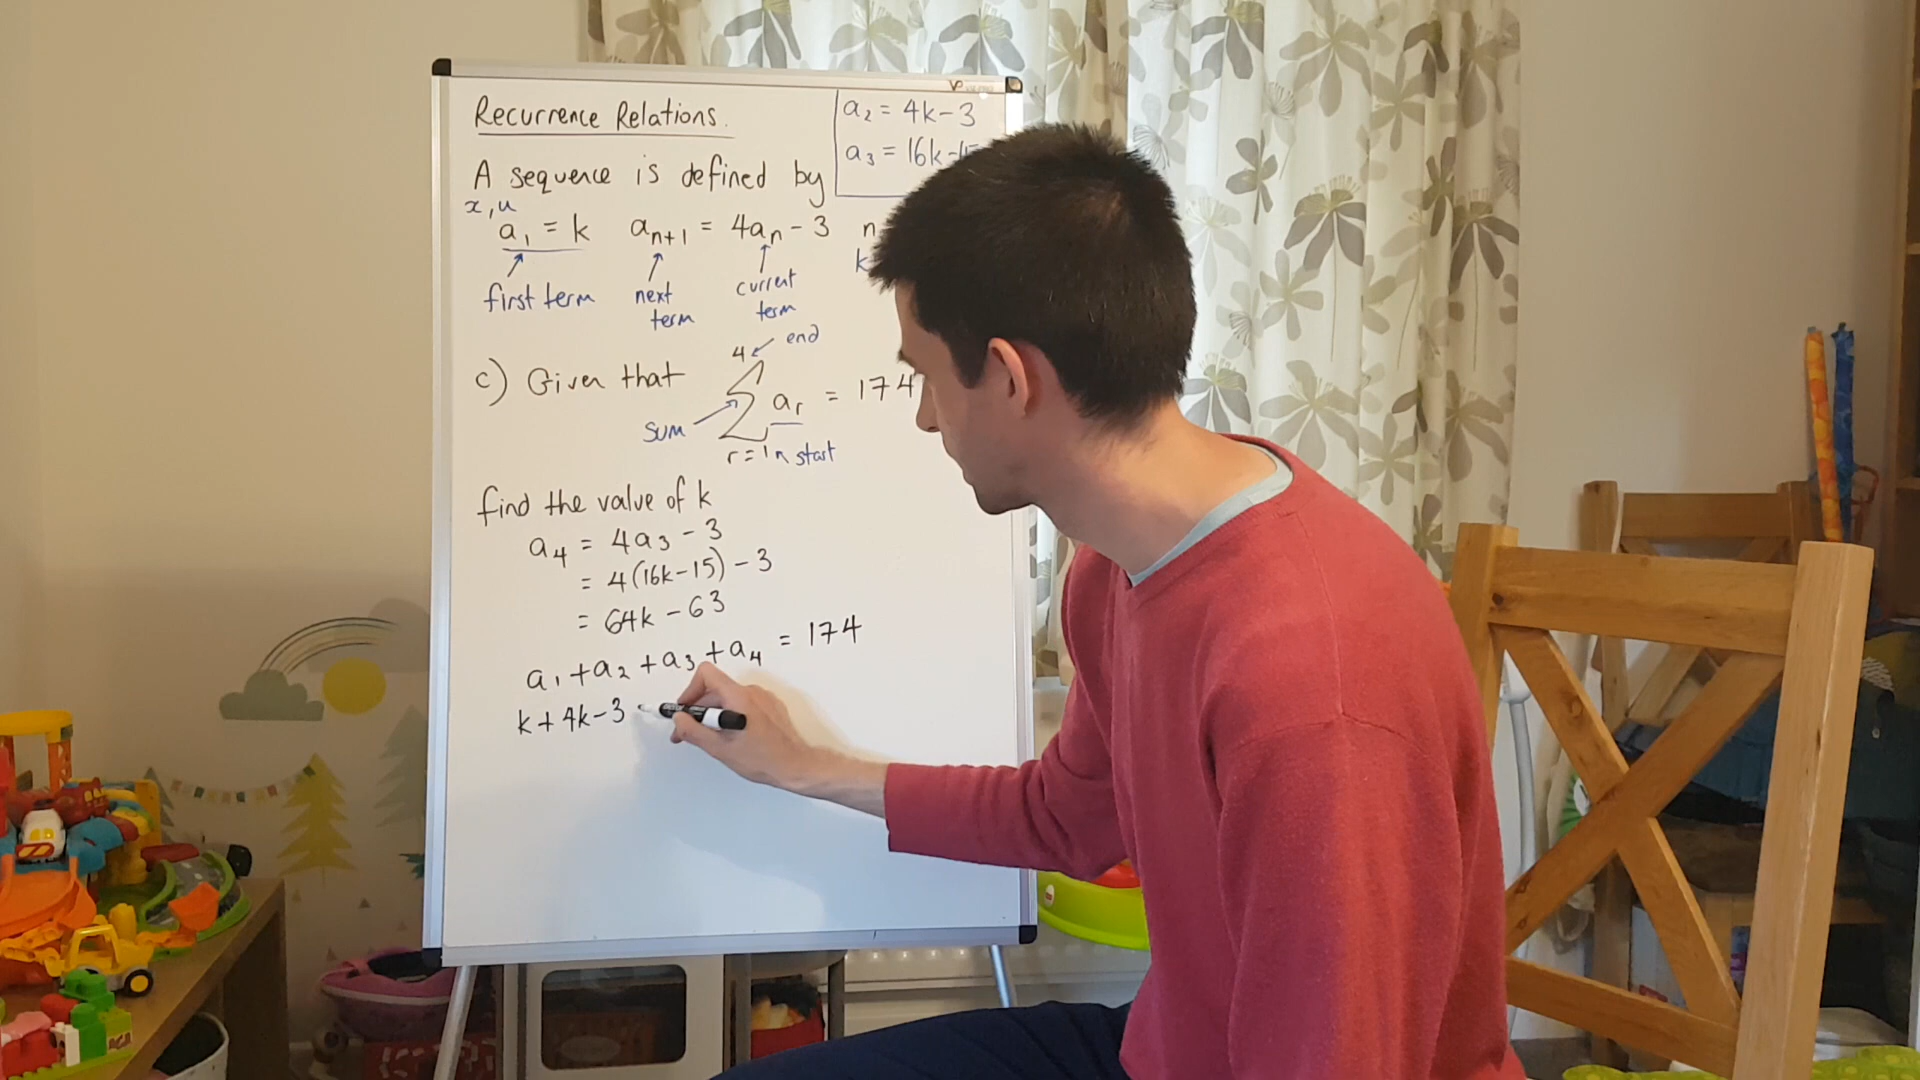 Recurrence Relations.
a₂ = 4k-3
a₃ = 16k-15
A sequence is defined by
x, u
a₁ = k aₙ₊₁ = 4aₙ - 3 n
k
first term
next term
current term
c) Given that
4
end
Σ aᵣ = 174
sum
r=1
start
find the value of k
a₄ = 4a₃ - 3
= 4(16k-15) - 3
= 64k - 63
a₁ + a₂ + a₃ + a₄ = 174
k + 4k - 3